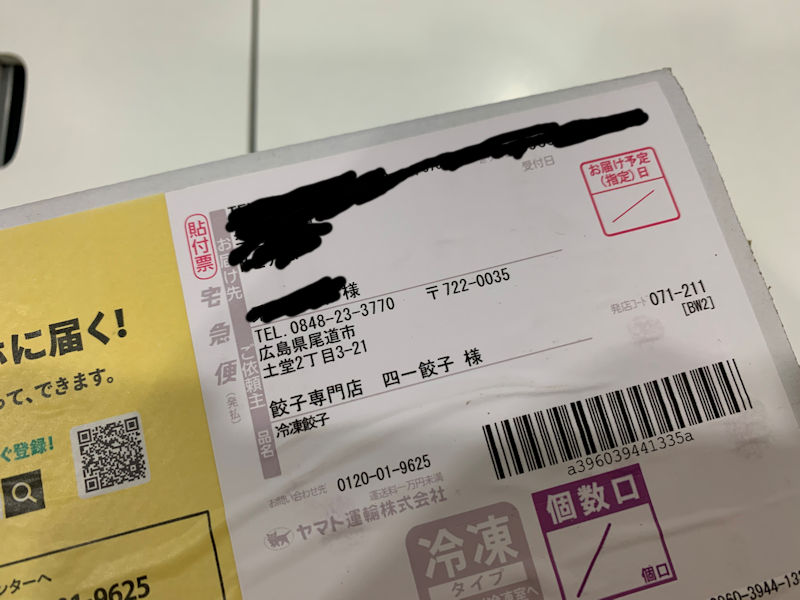 受付日
お届け予定
(指定)日
貼付票
お届け先
様
宅急便
(発払)
ご依頼主
TEL.0848-23-3770 〒722-0035
広島県尾道市
土堂2丁目3-21
餃子専門店 四一餃子 様
発店コード 071-211
[BW2]
品名
冷凍餃子
a396039441335a
お問い合わせ先 0120-01-9625
運送料一万円未満
ヤマト運輸株式会社
冷凍
タイプ
個数口
個口
に届く!
って、できます。
ぐ登録!
ンターへ
-9625